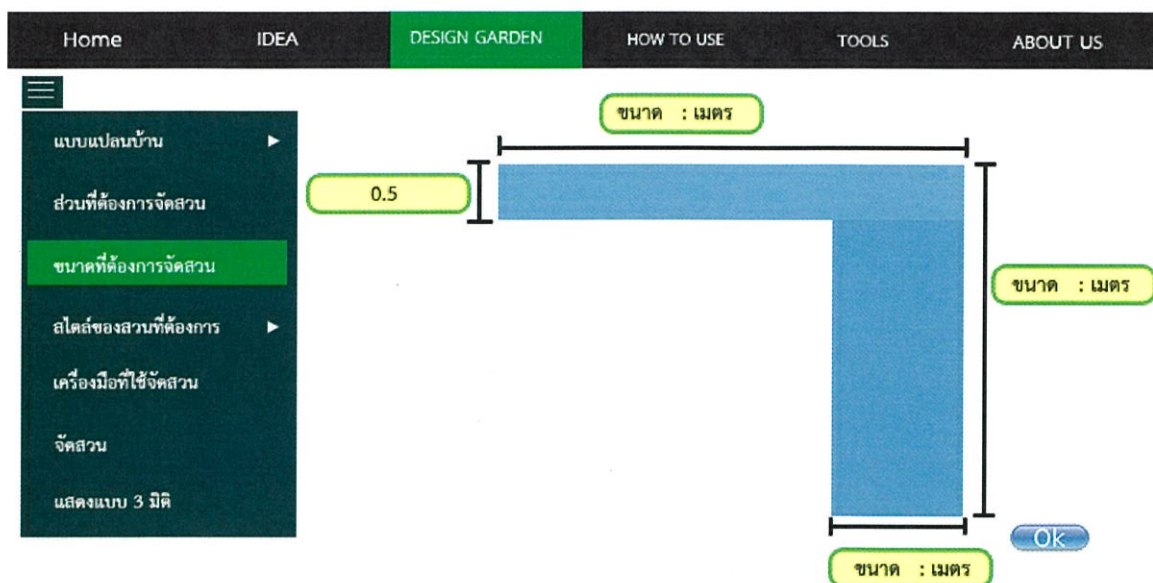 Home IDEA DESIGN GARDEN HOW TO USE TOOLS ABOUT US
แบบแปลนบ้าน
ส่วนที่ต้องการจัดสวน
ขนาดที่ต้องการจัดสวน
สไตล์ของสวนที่ต้องการ
เครื่องมือที่ใช้จัดสวน
จัดสวน
แสดงแบบ 3 มิติ
ขนาด : เมตร
0.5
ขนาด : เมตร
ขนาด : เมตร
Ok